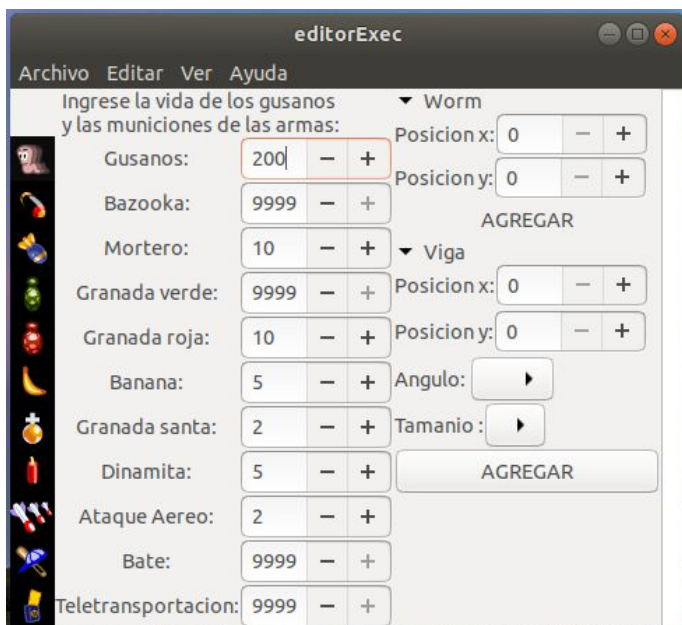 editorExec
Archivo Editar Ver Ayuda
Ingrese la vida de los gusanos
y las municiones de las armas:
Gusanos: 200 − +
Bazooka: 9999 − +
Mortero: 10 − +
Granada verde: 9999 − +
Granada roja: 10 − +
Banana: 5 − +
Granada santa: 2 − +
Dinamita: 5 − +
Ataque Aereo: 2 − +
Bate: 9999 − +
Teletransportacion: 9999 − +
Worm
Posicion x: 0 − +
Posicion y: 0 − +
AGREGAR
Viga
Posicion x: 0 − +
Posicion y: 0 − +
Angulo:
Tamanio :
AGREGAR